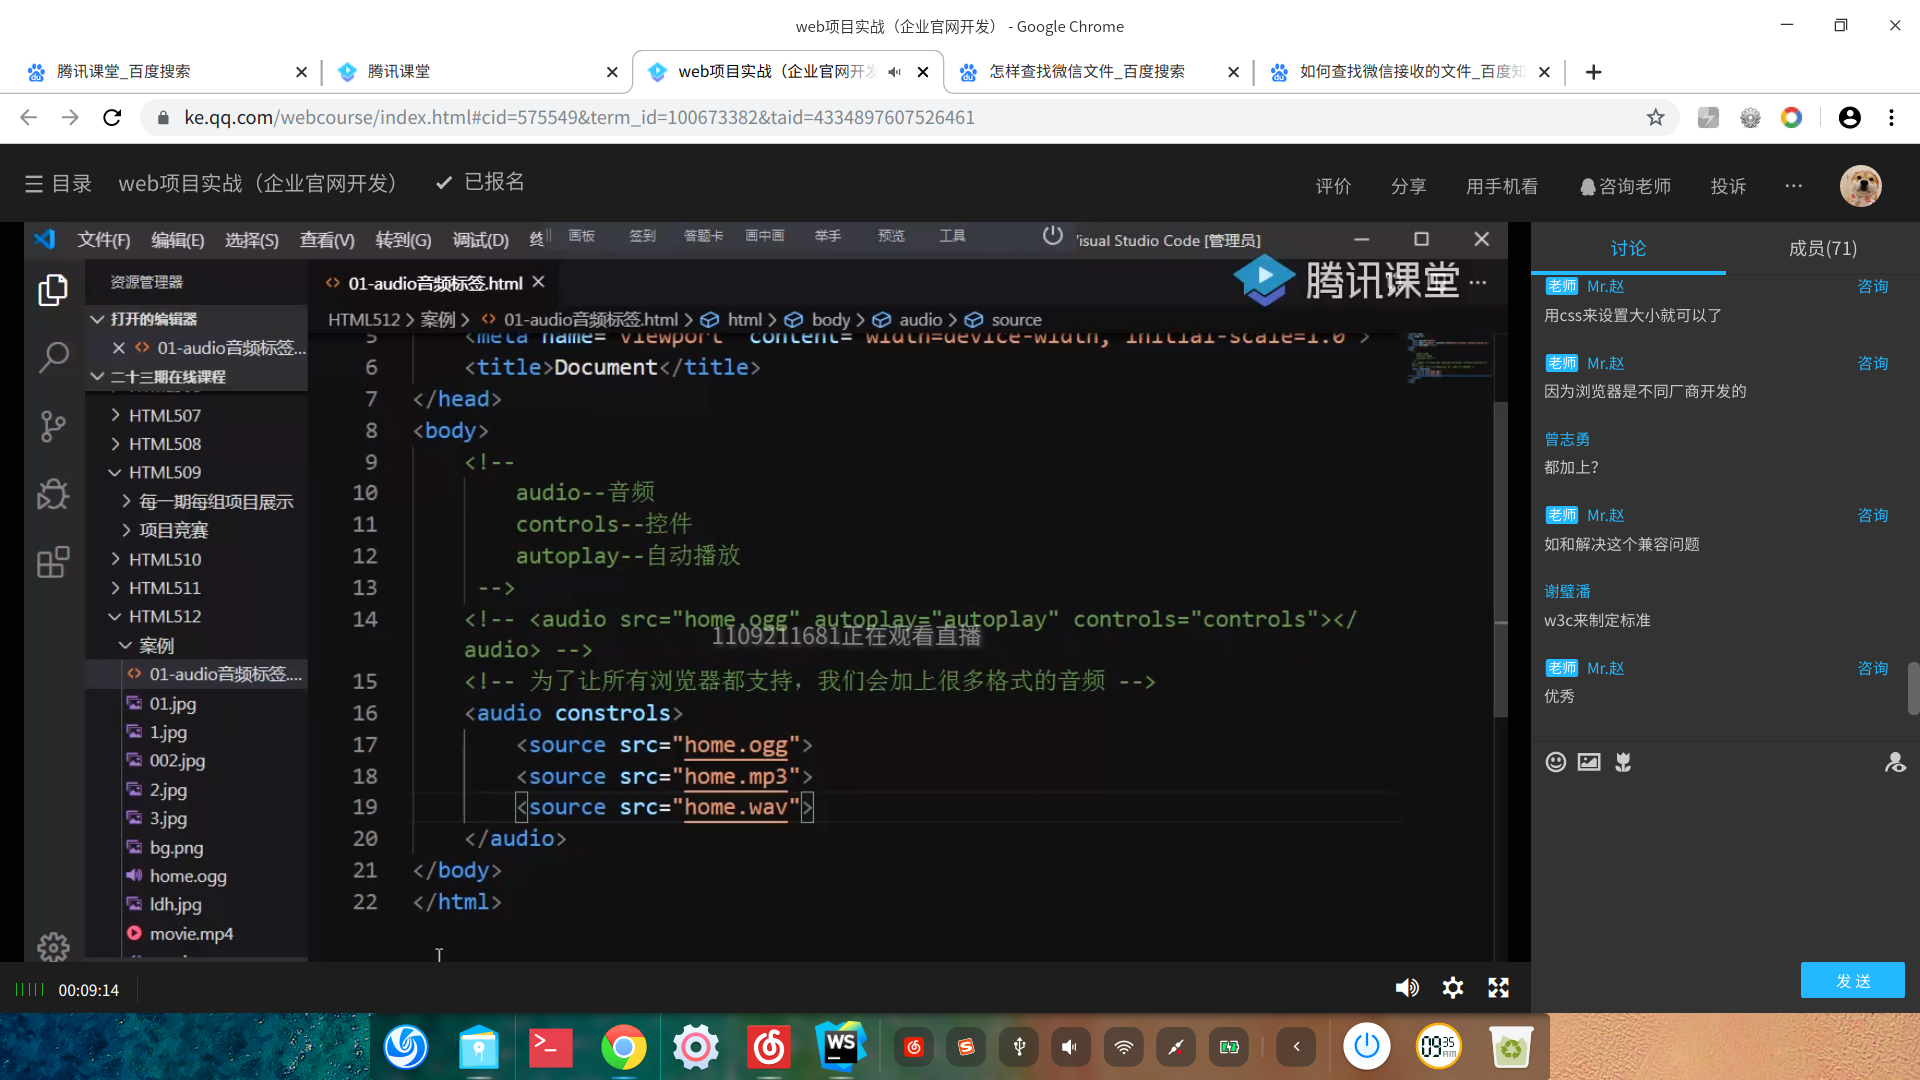 web项目实战（企业官网开发） - Google Chrome
腾讯课堂_百度搜索
腾讯课堂
web项目实战（企业官网开发
怎样查找微信文件_百度搜索
如何查找微信接收的文件_百度知
ke.qq.com/webcourse/index.html#cid=575549&term_id=100673382&taid=4334897607526461
目录
web项目实战（企业官网开发）
已报名
评价
分享
用手机看
咨询老师
投诉
文件(F)
编辑(E)
选择(S)
查看(V)
转到(G)
调试(D)
终
画板
签到
答题卡
画中画
举手
预览
工具
Visual Studio Code [管理员]
资源管理器
01-audio音频标签.html
腾讯课堂
打开的编辑器
HTML512 > 案例 > 01-audio音频标签.html > html > body > audio > source
01-audio音频标签...
二十三期在线课程
HTML507
HTML508
HTML509
每一期每组项目展示
项目竞赛
HTML510
HTML511
HTML512
案例
01-audio音频标签....
01.jpg
1.jpg
002.jpg
2.jpg
3.jpg
bg.png
home.ogg
ldh.jpg
movie.mp4
5 <meta name="viewport" content="width=device-width, initial-scale=1.0">
6 <title>Document</title>
7 </head>
8 <body>
9 <!--
10 audio--音频
11 controls--控件
12 autoplay--自动播放
13 -->
14 <!-- <audio src="home.ogg" autoplay="autoplay" controls="controls"></
audio> -->
1109211681正在观看直播
15 <!-- 为了让所有浏览器都支持，我们会加上很多格式的音频 -->
16 <audio constrols>
17 <source src="home.ogg">
18 <source src="home.mp3">
19 <source src="home.wav">
20 </audio>
21 </body>
22 </html>
讨论
成员(71)
老师 Mr.赵 咨询
用css来设置大小就可以了
老师 Mr.赵 咨询
因为浏览器是不同厂商开发的
曾志勇
都加上？
老师 Mr.赵 咨询
如和解决这个兼容问题
谢璧潘
w3c来制定标准
老师 Mr.赵 咨询
优秀
发 送
00:09:14
WS
09 35
AM